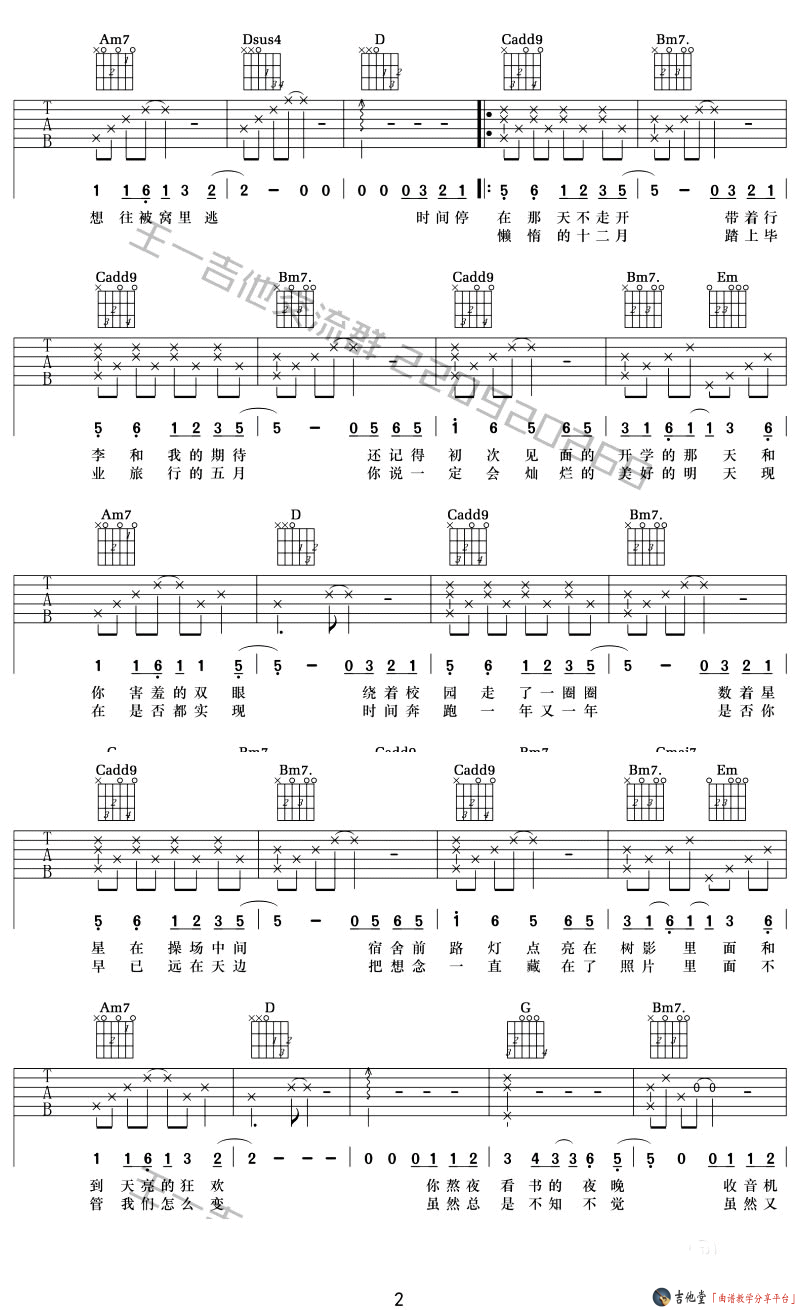 Am7 Dsus4 D Cadd9 Bm7.
T
A
B
1 1 6 1 3 2 2 - 0 0 0 0 0 3 2 1 5 6 1 2 3 5 5 - 0 3 2 1
想 往 被 窝 里 逃 时 间 停 在 那 天 不 走 开 带 着 行
懒 惰 的 十 二 月 踏 上 毕
王一吉他交流群 220920268
Cadd9 Bm7. Cadd9 Bm7. Em
T
A
B
5 6 1 2 3 5 5 - 0 5 6 5 1 6 5 6 5 3 1 6 1 1 3 6
李 和 我 的 期 待 还 记 得 初 次 见 面 的 开 学 的 那 天 和
业 旅 行 的 五 月 你 说 一 定 会 灿 烂 的 美 好 的 明 天 现
Am7 D Cadd9 Bm7.
T
A
B
1 1 6 1 1 5 5 - 0 3 2 1 5 6 1 2 3 5 5 - 0 3 2 1
你 害 羞 的 双 眼 绕 着 校 园 走 了 一 圈 圈 数 着 星
在 是 否 都 实 现 时 间 奔 跑 一 年 又 一 年 是 否 你
Cadd9 Bm7. Cadd9 Bm7. Em
T
A
B
5 6 1 2 3 5 5 - 0 5 6 5 1 6 5 6 5 3 1 6 1 1 3 6
星 在 操 场 中 间 宿 舍 前 路 灯 点 亮 在 树 影 里 面 和
早 已 远 在 天 边 把 想 念 一 直 藏 在 了 照 片 里 面 不
Am7 D G Bm7.
T
A
B
1 1 6 1 3 2 2 - - - 0 0 0 1 1 2 3 4 3 3 6 5 5 0 0 1 1 2
到 天 亮 的 狂 欢 你 熬 夜 看 书 的 夜 晚 收 音 机
管 我 们 怎 么 变 虽 然 总 是 不 知 不 觉 虽 然 又
王一吉
2
吉他堂「曲谱教学分享平台」